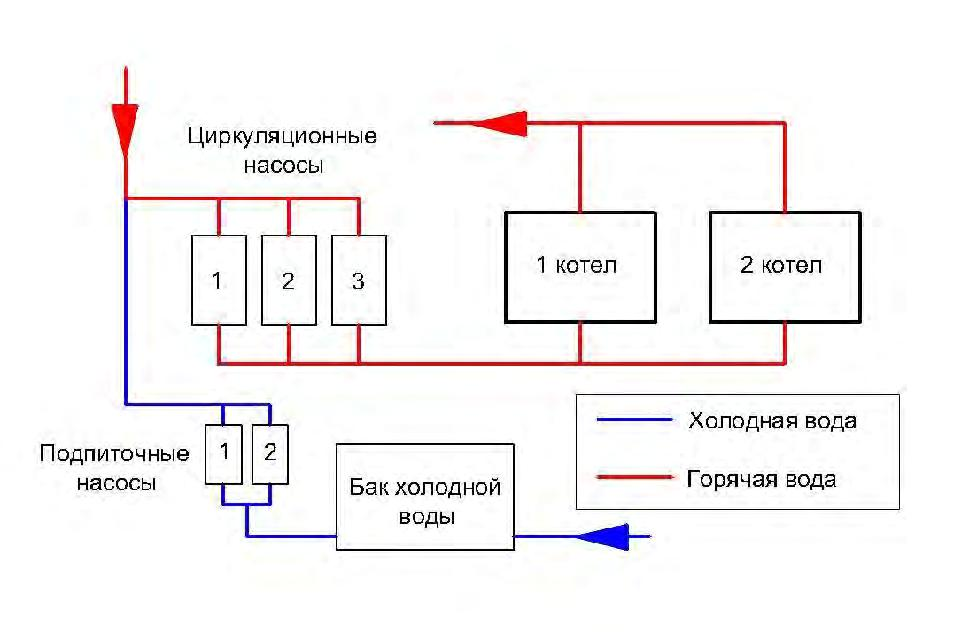 Циркуляционные
насосы
1
2
3
1 котел
2 котел
Подпиточные
насосы
1
2
Бак холодной
воды
Холодная вода
Горячая вода